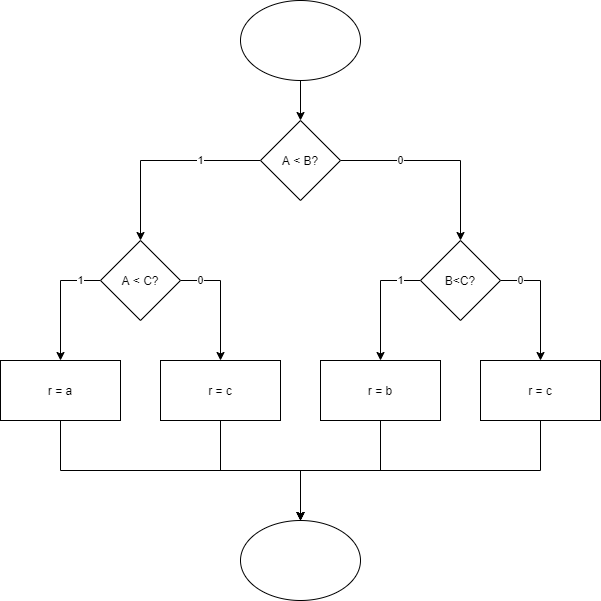 A < B?
1
0
A < C?
1
0
B<C?
1
0
r = a
r = c
r = b
r = c